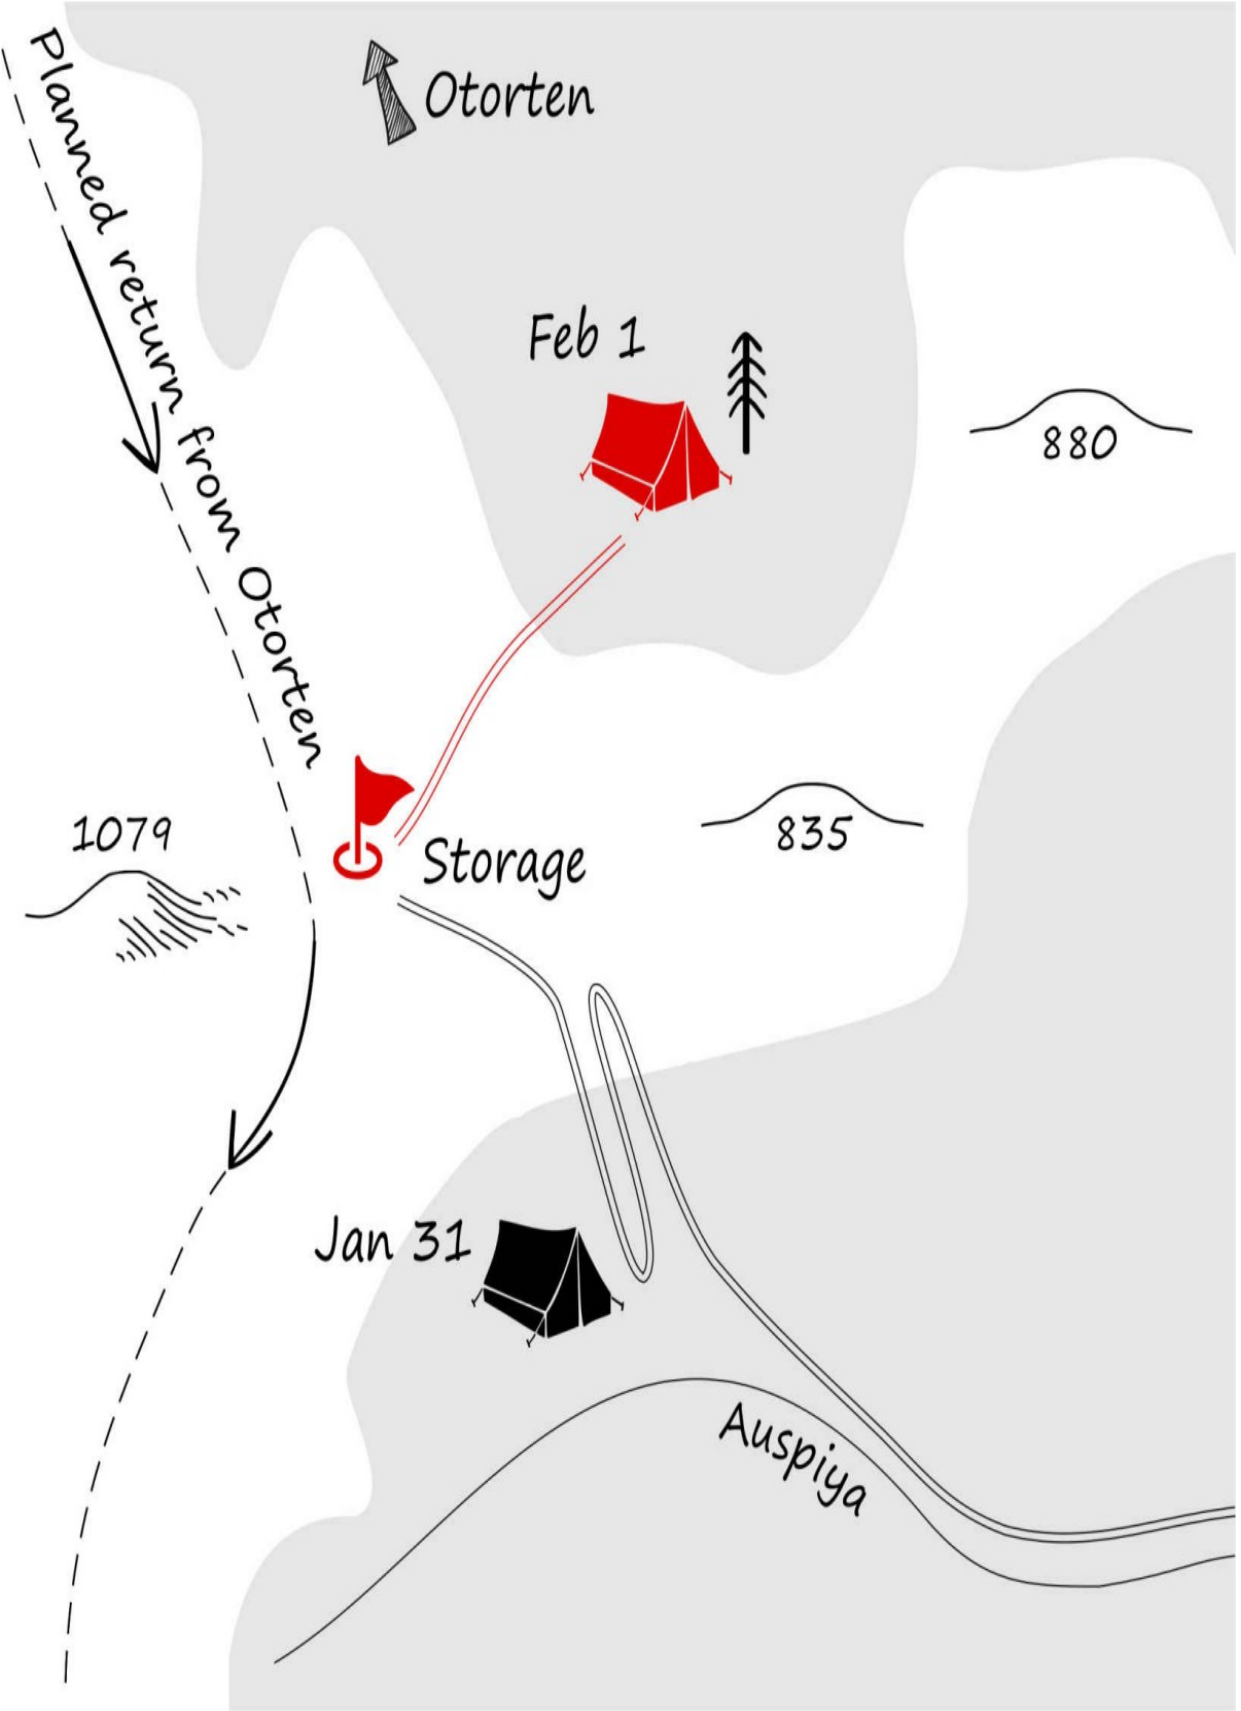 Planned return from Otorten
Otorten
Feb 1
880
1079
835
Storage
Jan 31
Auspiya